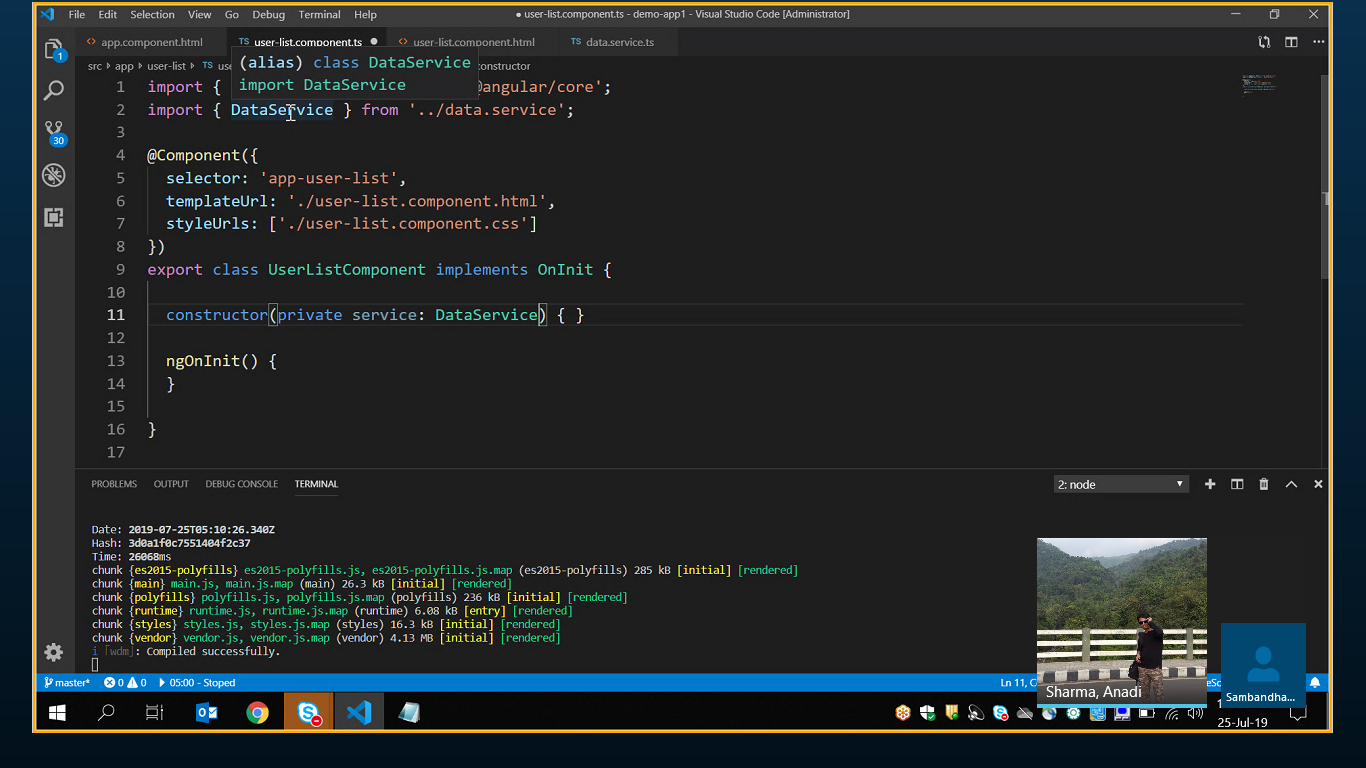 File Edit Selection View Go Debug Terminal Help
● user-list.component.ts - demo-app1 - Visual Studio Code [Administrator]
app.component.html
TS user-list.component.ts
user-list.component.html
TS data.service.ts
src > app > user-list > TS
constructor
(alias) class DataService
import DataService
1 import { angular/core';
2 import { DataService } from '../data.service';
3
4 @Component({
5 selector: 'app-user-list',
6 templateUrl: './user-list.component.html',
7 styleUrls: ['./user-list.component.css']
8 })
9 export class UserListComponent implements OnInit {
10
11 constructor(private service: DataService) { }
12
13 ngOnInit() {
14 }
15
16 }
17
1
30
PROBLEMS OUTPUT DEBUG CONSOLE TERMINAL
2: node
Date: 2019-07-25T05:10:26.340Z
Hash: 3d0a1f0c7551404f2c37
Time: 26068ms
chunk {es2015-polyfills} es2015-polyfills.js, es2015-polyfills.js.map (es2015-polyfills) 285 kB [initial] [rendered]
chunk {main} main.js, main.js.map (main) 26.3 kB [initial] [rendered]
chunk {polyfills} polyfills.js, polyfills.js.map (polyfills) 236 kB [initial] [rendered]
chunk {runtime} runtime.js, runtime.js.map (runtime) 6.08 kB [entry] [rendered]
chunk {styles} styles.js, styles.js.map (styles) 16.3 kB [initial] [rendered]
chunk {vendor} vendor.js, vendor.js.map (vendor) 4.13 MB [initial] [rendered]
i ｢wdm｣: Compiled successfully.
master* 0 0 05:00 - Stoped
Ln 11, C
Sharma, Anadi
Sambandha...
25-Jul-19